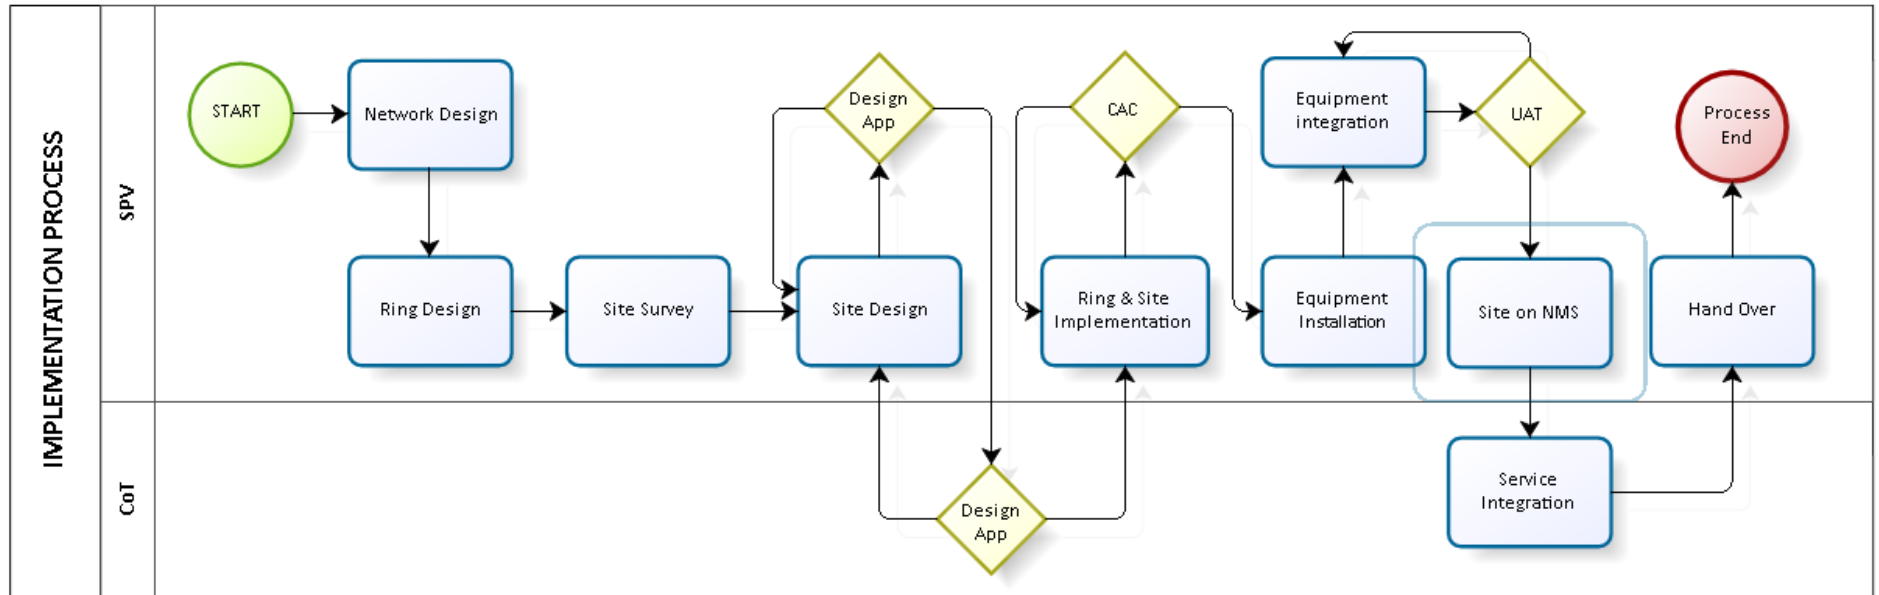 IMPLEMENTATION PROCESS
SPV
START
Network Design
Ring Design
Site Survey
Site Design
Design
App
CAC
Ring & Site
Implementation
Equipment
integration
Equipment
Installation
UAT
Site on NMS
Process
End
Hand Over
CoT
Design
App
Service
Integration